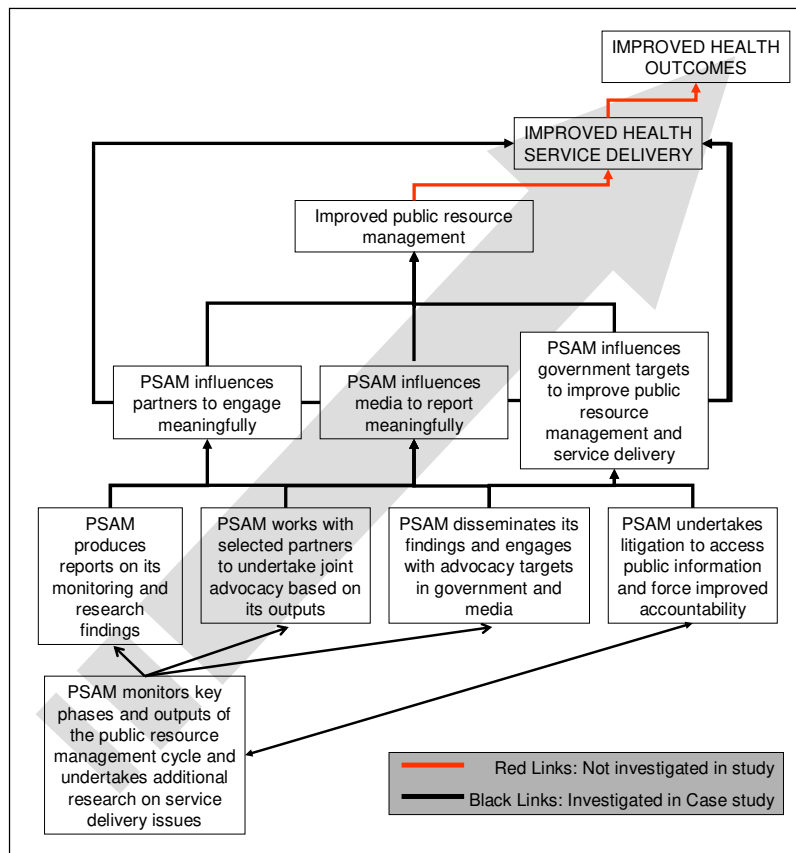 IMPROVED HEALTH
OUTCOMES
IMPROVED HEALTH
SERVICE DELIVERY
Improved public resource
management
PSAM influences
partners to engage
meaningfully
PSAM influences
media to report
meaningfully
PSAM influences
government targets
to improve public
resource
management and
service delivery
PSAM
produces
reports on its
monitoring and
research
findings
PSAM works with
selected partners
to undertake joint
advocacy based on
its outputs
PSAM disseminates its
findings and engages
with advocacy targets
in government and
media
PSAM undertakes
litigation to access
public information
and force improved
accountability
PSAM monitors key
phases and outputs of
the public resource
management cycle and
undertakes additional
research on service
delivery issues
Red Links: Not investigated in study
Black Links: Investigated in Case study